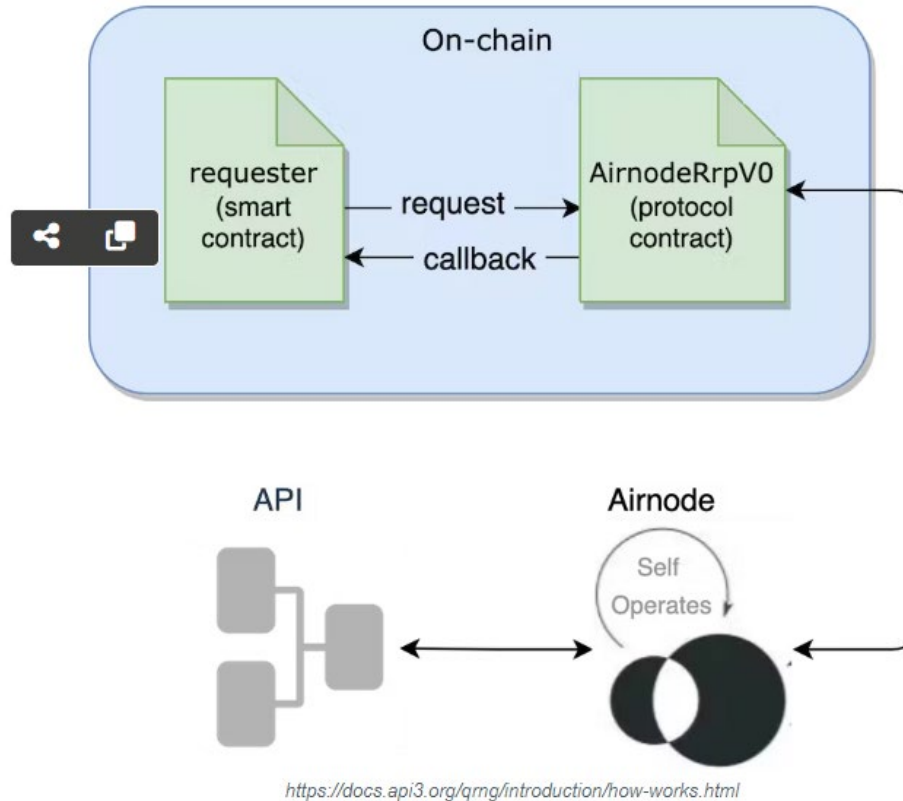 On-chain
requester
(smart
contract)
request
callback
AirnodeRrpV0
(protocol
contract)
API
Airnode
Self
Operates
https://docs.api3.org/qrng/introduction/how-works.html